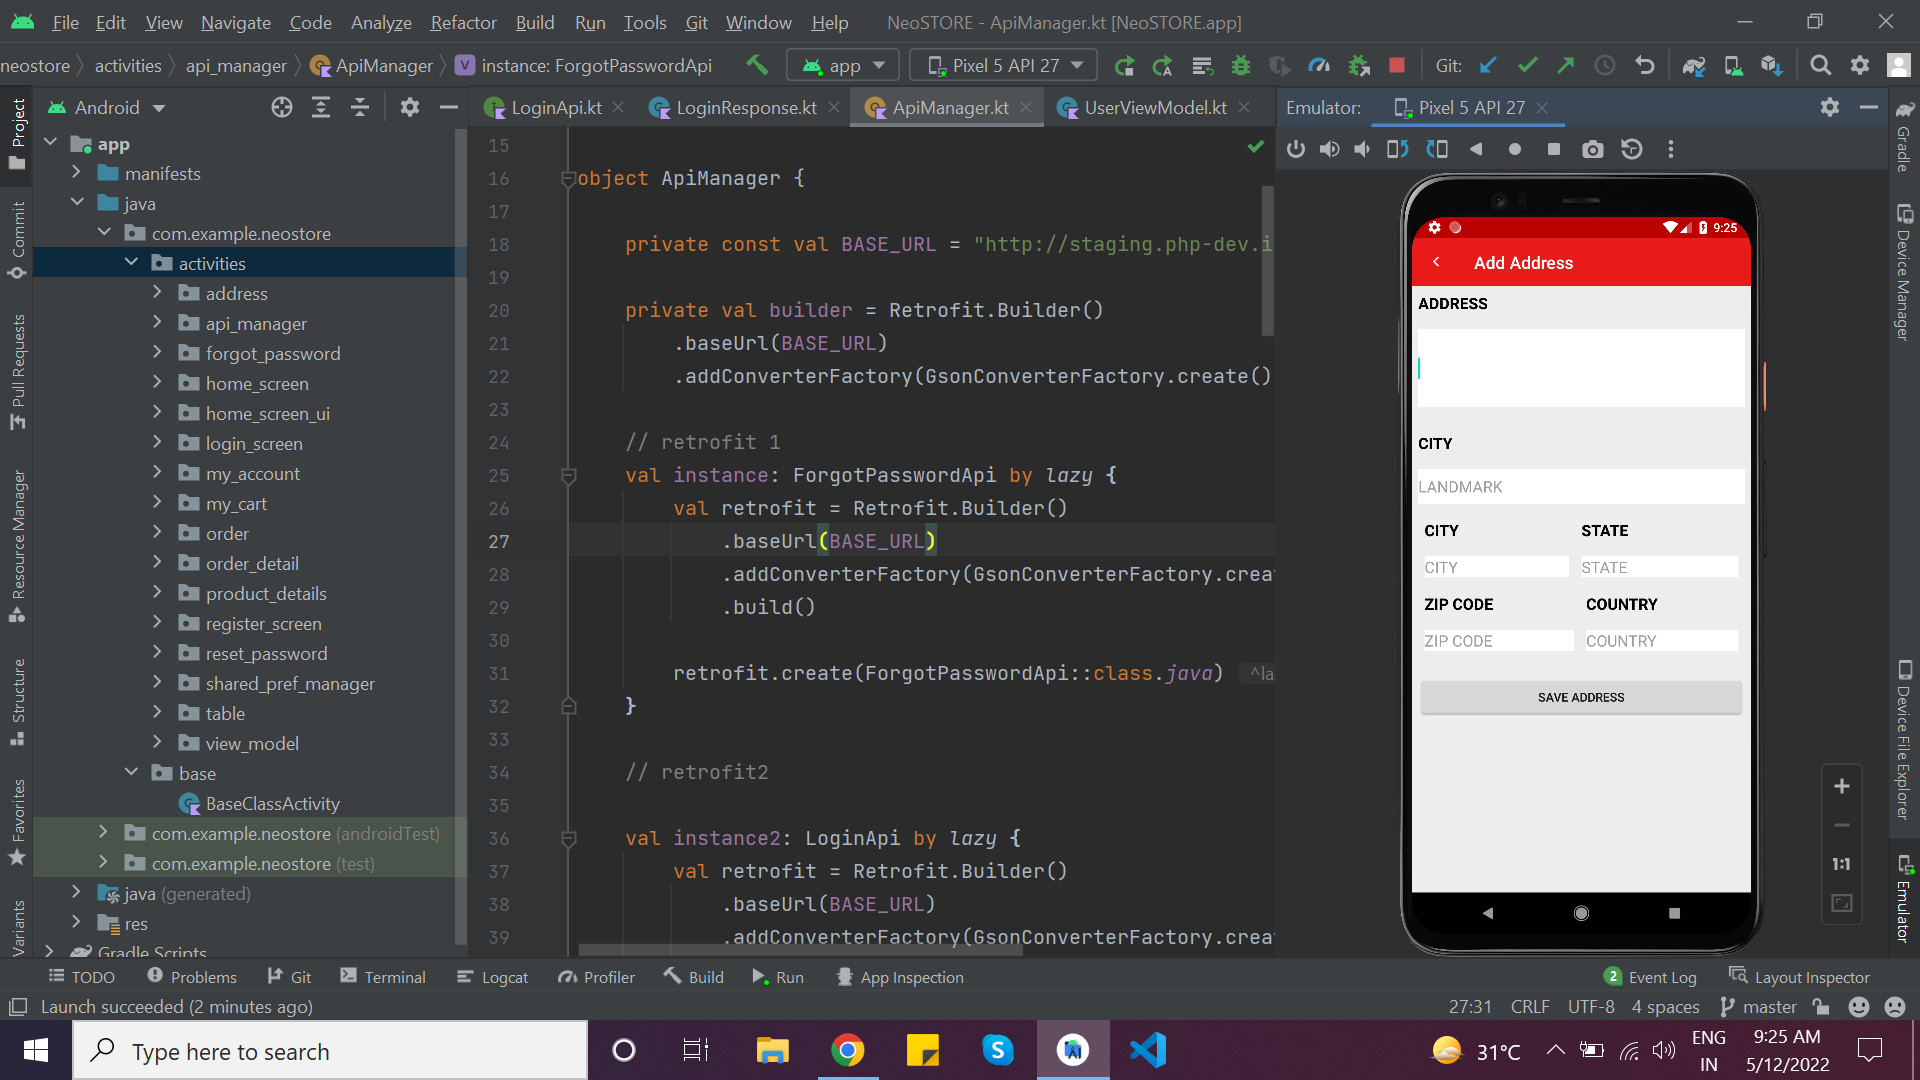 File Edit View Navigate Code Analyze Refactor Build Run Tools Git Window Help NeoSTORE - ApiManager.kt [NeoSTORE.app]
neostore activities api_manager ApiManager V instance: ForgotPasswordApi app Pixel 5 API 27 Git:
Android LoginApi.kt LoginResponse.kt ApiManager.kt UserViewModel.kt Emulator: Pixel 5 API 27
Project
Commit
Pull Requests
Resource Manager
Structure
Favorites
Variants
app
manifests
java
com.example.neostore
activities
address
api_manager
forgot_password
home_screen
home_screen_ui
login_screen
my_account
my_cart
order
order_detail
product_details
register_screen
reset_password
shared_pref_manager
table
view_model
base
BaseClassActivity
com.example.neostore (androidTest)
com.example.neostore (test)
java (generated)
res
Gradle Scripts
15
16 object ApiManager {
17
18 private const val BASE_URL = "http://staging.php-dev.i
19
20 private val builder = Retrofit.Builder()
21 .baseUrl(BASE_URL)
22 .addConverterFactory(GsonConverterFactory.create()
23
24 // retrofit 1
25 val instance: ForgotPasswordApi by lazy {
26 val retrofit = Retrofit.Builder()
27 .baseUrl(BASE_URL)
28 .addConverterFactory(GsonConverterFactory.crea
29 .build()
30
31 retrofit.create(ForgotPasswordApi::class.java) ^la
32 }
33
34 // retrofit2
35
36 val instance2: LoginApi by lazy {
37 val retrofit = Retrofit.Builder()
38 .baseUrl(BASE_URL)
39 .addConverterFactory(GsonConverterFactory.crea
9:25
Add Address
ADDRESS
CITY
LANDMARK
CITY STATE
CITY STATE
ZIP CODE COUNTRY
ZIP CODE COUNTRY
SAVE ADDRESS
1:1
Gradle
Device Manager
Device File Explorer
Emulator
TODO Problems Git Terminal Logcat Profiler Build Run App Inspection 2 Event Log Layout Inspector
Launch succeeded (2 minutes ago) 27:31 CRLF UTF-8 4 spaces master
Type here to search 31°C ENG IN 9:25 AM 5/12/2022